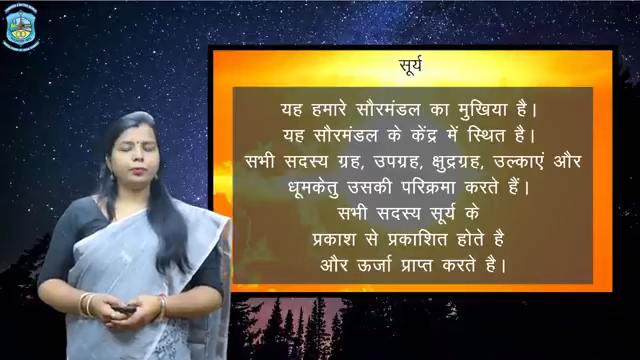 सूर्य
यह हमारे सौरमंडल का मुखिया है।
यह सौरमंडल के केंद्र में स्थित है।
सभी सदस्य ग्रह, उपग्रह, क्षुद्रग्रह, उल्काएं और
धूमकेतु उसकी परिक्रमा करते हैं।
सभी सदस्य सूर्य के
प्रकाश से प्रकाशित होते है
और ऊर्जा प्राप्त करते है।